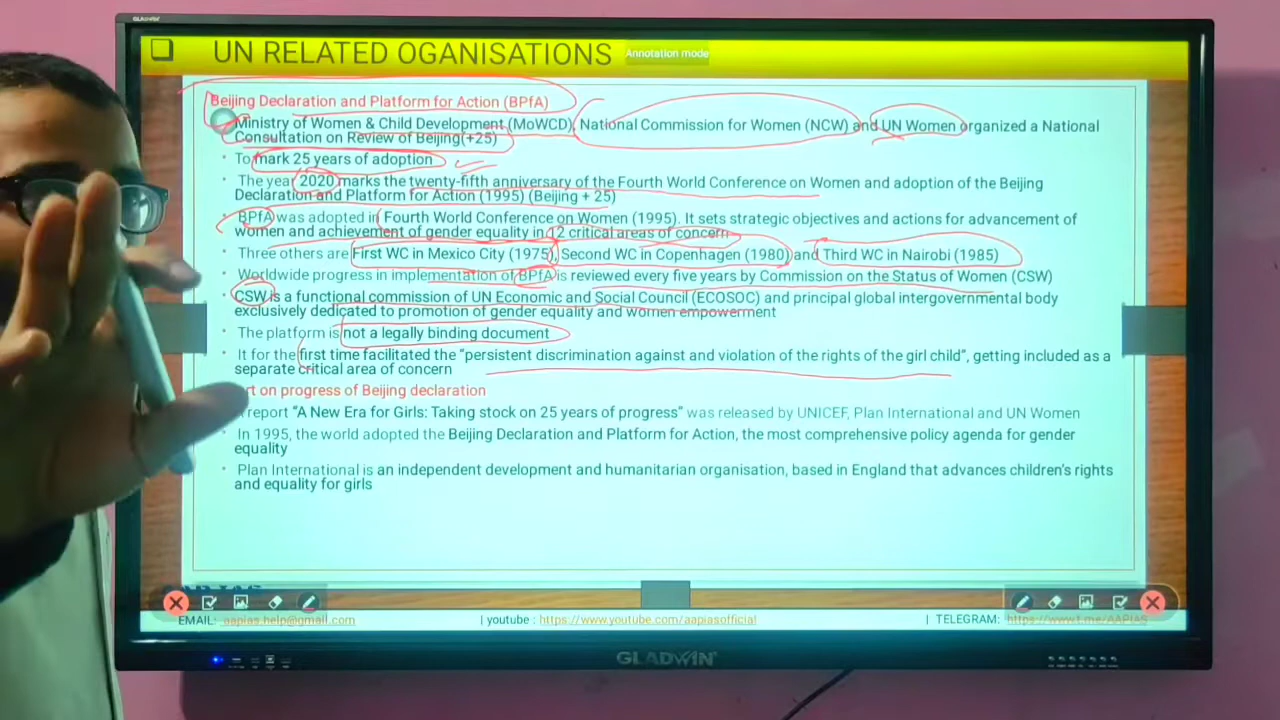 GLADWIN
UN RELATED OGANISATIONS
Annotation mode
Beijing Declaration and Platform for Action (BPfA)
Ministry of Women & Child Development (MoWCD), National Commission for Women (NCW) and UN Women organized a National
Consultation on Review of Beijing(+25)
To mark 25 years of adoption
The year 2020 marks the twenty-fifth anniversary of the Fourth World Conference on Women and adoption of the Beijing
Declaration and Platform for Action (1995) (Beijing + 25)
BPfA was adopted in Fourth World Conference on Women (1995). It sets strategic objectives and actions for advancement of
women and achievement of gender equality in 12 critical areas of concern
Three others are First WC in Mexico City (1975), Second WC in Copenhagen (1980) and Third WC in Nairobi (1985)
Worldwide progress in implementation of BPfA is reviewed every five years by Commission on the Status of Women (CSW)
CSW is a functional commission of UN Economic and Social Council (ECOSOC) and principal global intergovernmental body
exclusively dedicated to promotion of gender equality and women empowerment
The platform is not a legally binding document
It for the first time facilitated the "persistent discrimination against and violation of the rights of the girl child", getting included as a
separate critical area of concern
on progress of Beijing declaration
report "A New Era for Girls: Taking stock on 25 years of progress" was released by UNICEF, Plan International and UN Women
In 1995, the world adopted the Beijing Declaration and Platform for Action, the most comprehensive policy agenda for gender
equality
Plan International is an independent development and humanitarian organisation, based in England that advances children's rights
and equality for girls
EMAIL: aapias.help@gmail.com | youtube : https://www.youtube.com/aapiasofficial | TELEGRAM: https://www.t.me/AAPIAS
GLADWIN